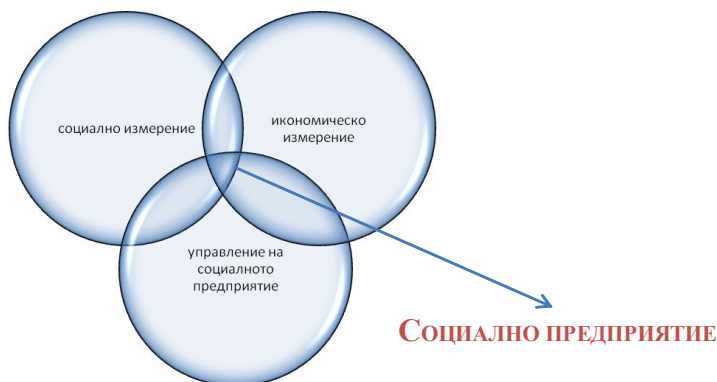 социално измерение
икономическо
измерение
управление на
социалното
предприятие
Социално предприятие